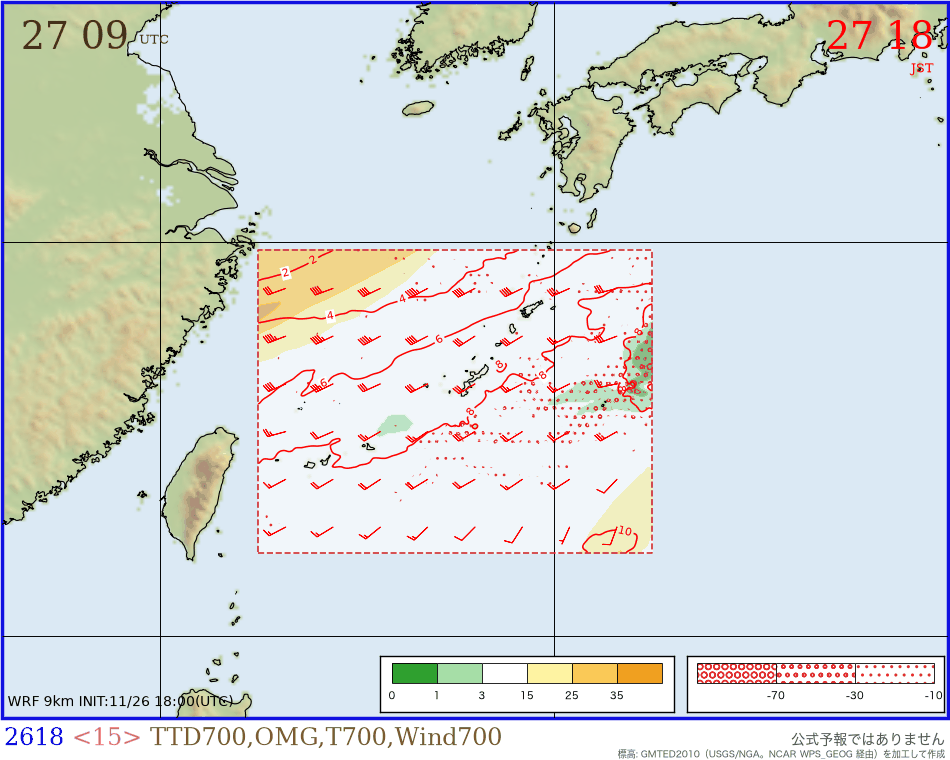 27 09 UTC
27 18
JST
2
2
4
4
6
6
8
8
8
8
8
10
WRF 9km INIT:11/26 18:00(UTC)
0 1 3 15 25 35
-70 -30 -10
2618 <15> TTD700,OMG,T700,Wind700
公式予報ではありません
標高: GMTED2010（USGS/NGA。NCAR WPS_GEOG 経由）を加工して作成